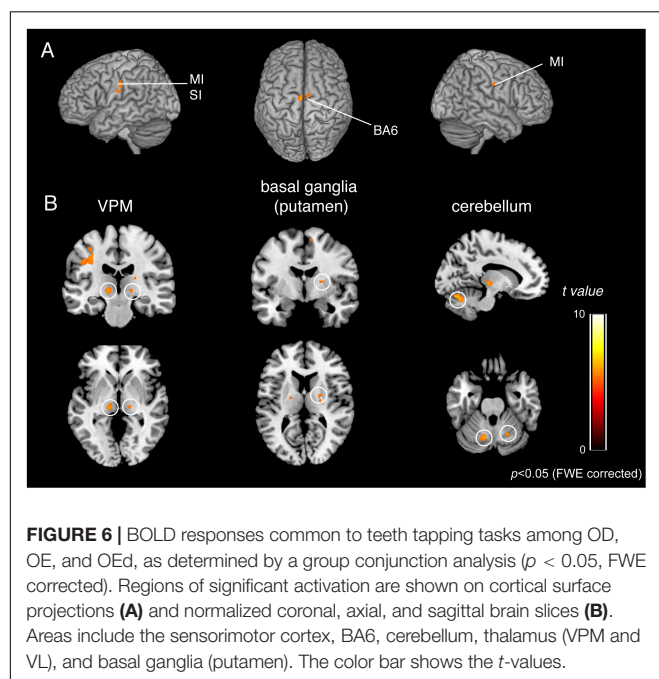 A
MI
SI
BA6
MI
B
VPM
basal ganglia
(putamen)
cerebellum
t value
10
0
p<0.05 (FWE corrected)
FIGURE 6 | BOLD responses common to teeth tapping tasks among OD,
OE, and OEd, as determined by a group conjunction analysis (p < 0.05, FWE
corrected). Regions of significant activation are shown on cortical surface
projections (A) and normalized coronal, axial, and sagittal brain slices (B).
Areas include the sensorimotor cortex, BA6, cerebellum, thalamus (VPM and
VL), and basal ganglia (putamen). The color bar shows the t-values.